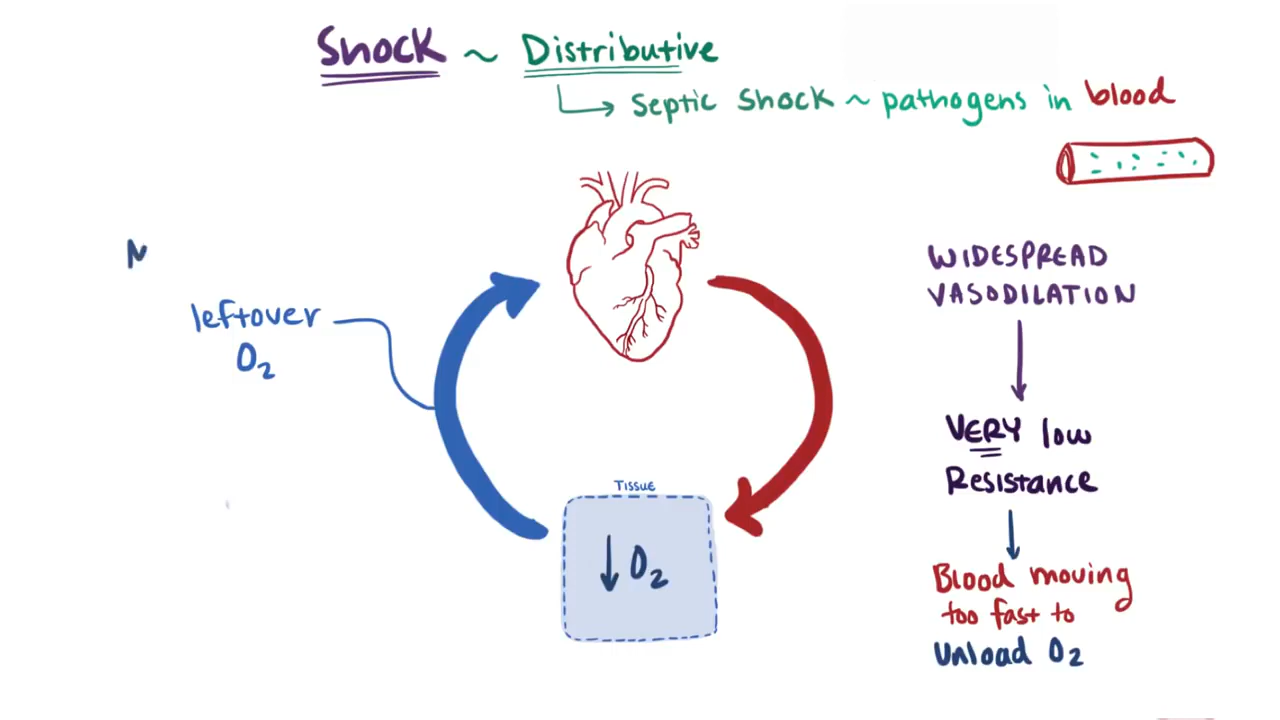 Shock ~ Distributive
Septic Shock ~ pathogens in blood
WIDESPREAD
VASODILATION
VERY low
Resistance
Blood moving
too fast to
Unload O₂
leftover
O₂
Tissue
↓ O₂